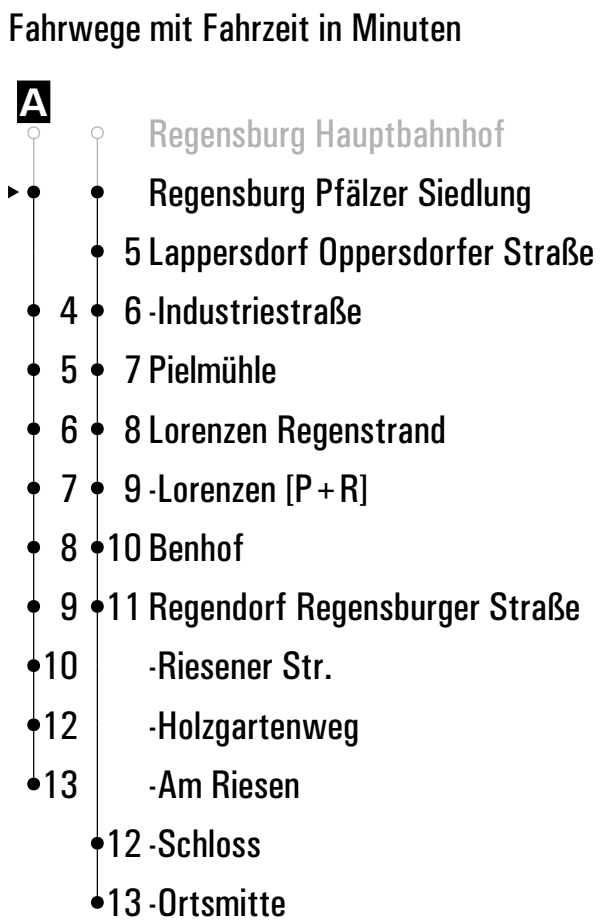 Fahrwege mit Fahrzeit in Minuten
A
Regensburg Hauptbahnhof
Regensburg Pfälzer Siedlung
5 Lappersdorf Oppersdorfer Straße
4 6 -Industriestraße
5 7 Pielmühle
6 8 Lorenzen Regenstrand
7 9 -Lorenzen [P+R]
8 10 Benhof
9 11 Regendorf Regensburger Straße
10 -Riesener Str.
12 -Holzgartenweg
13 -Am Riesen
12 -Schloss
13 -Ortsmitte